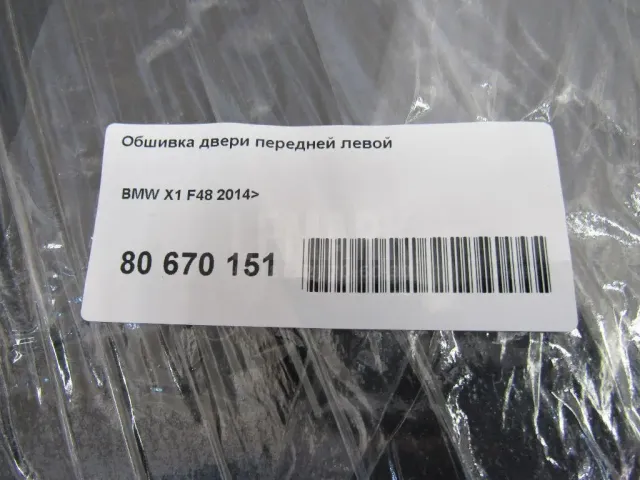 Обшивка двери передней левой
BMW X1 F48 2014>
80 670 151